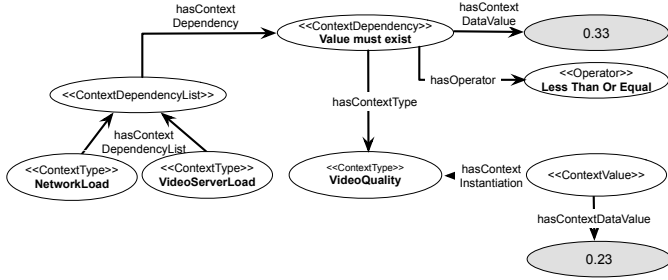 hasContext
Dependency
<<ContextDependency>>
Value must exist
hasContext
DataValue
0.33
<<Operator>>
Less Than Or Equal
hasOperator
hasContextType
<<ContextDependencyList>>
hasContext
DependencyList
<<ContextType>>
NetworkLoad
<<ContextType>>
VideoServerLoad
<<ContextType>>
VideoQuality
hasContext
Instantiation
<<ContextValue>>
hasContextDataValue
0.23